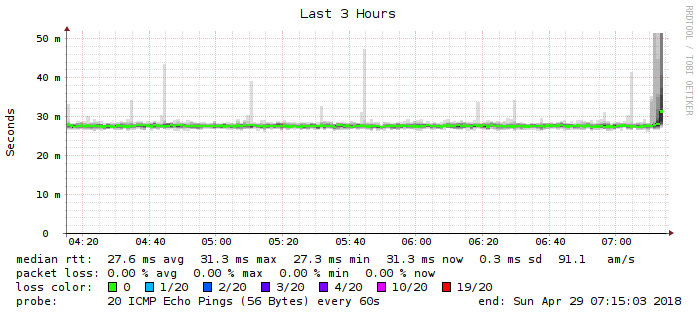 Last 3 Hours
RRDTOOL / TOBI OETIKER
Seconds
50 m
40 m
30 m
20 m
10 m
0
04:20 04:40 05:00 05:20 05:40 06:00 06:20 06:40 07:00
median rtt: 27.6 ms avg 31.3 ms max 27.3 ms min 31.3 ms now 0.3 ms sd 91.1 am/s
packet loss: 0.00 % avg 0.00 % max 0.00 % min 0.00 % now
loss color: 0 1/20 2/20 3/20 4/20 10/20 19/20
probe: 20 ICMP Echo Pings (56 Bytes) every 60s end: Sun Apr 29 07:15:03 2018